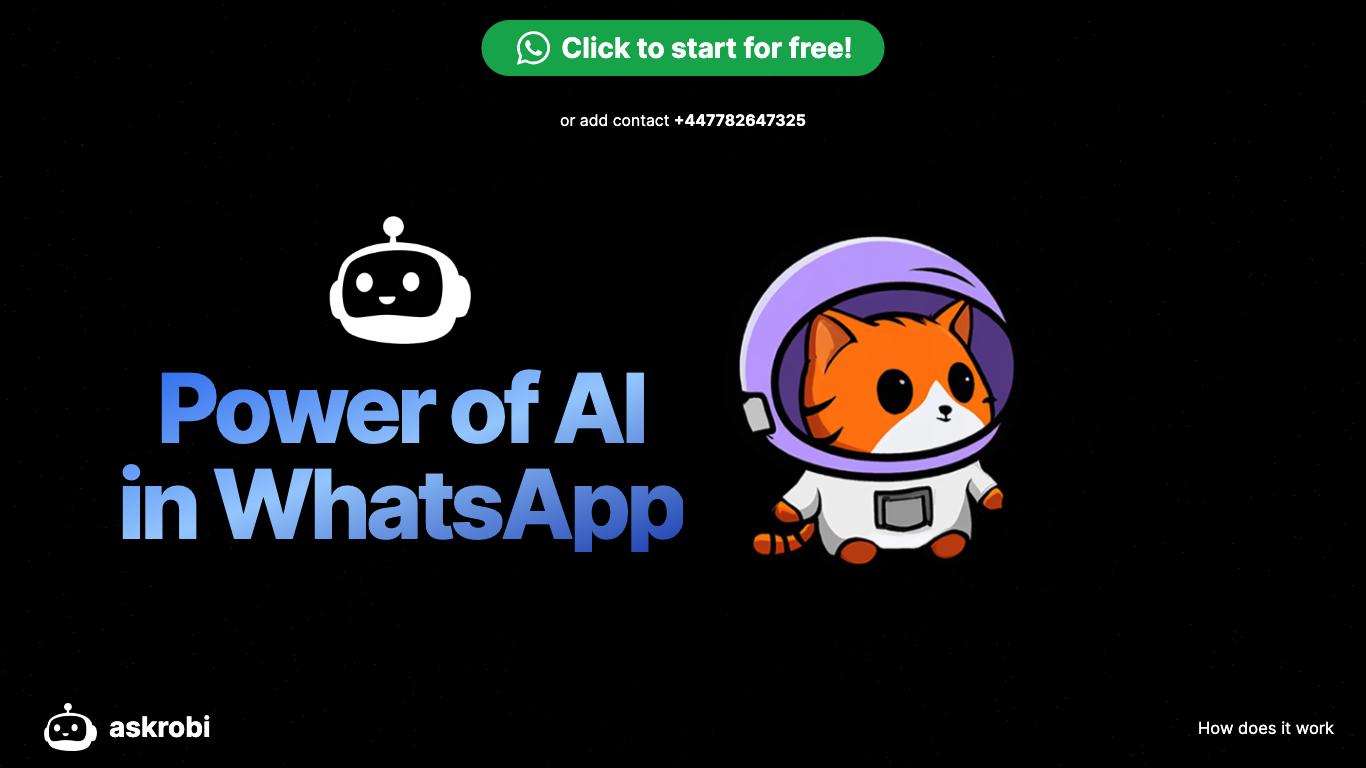 Click to start for free!
or add contact +447782647325
Power of AI
in WhatsApp
askrobi
How does it work